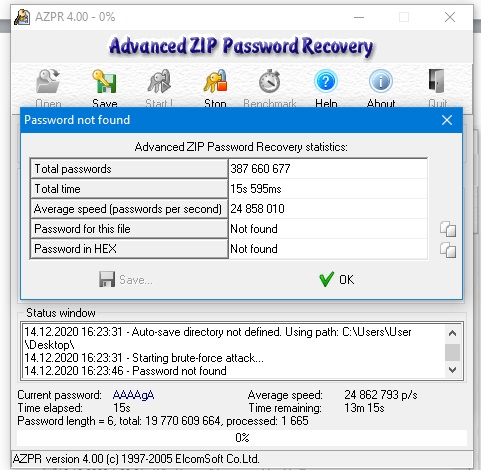 AZPR 4.00 - 0%
Advanced ZIP Password Recovery
Open Save Start! Stop Benchmark Help About Quit
Password not found
Advanced ZIP Password Recovery statistics:
Total passwords 387 660 677
Total time 15s 595ms
Average speed (passwords per second) 24 858 010
Password for this file Not found
Password in HEX Not found
Save... OK
Status window
14.12.2020 16:23:31 - Auto-save directory not defined. Using path: C:\Users\User
\Desktop\
14.12.2020 16:23:31 - Starting brute-force attack...
14.12.2020 16:23:46 - Password not found
Current password: AAAAgA Average speed: 24 862 793 p/s
Time elapsed: 15s Time remaining: 13m 15s
Password length = 6, total: 19 770 609 664, processed: 1 665
0%
AZPR version 4.00 (c) 1997-2005 ElcomSoft Co.Ltd.